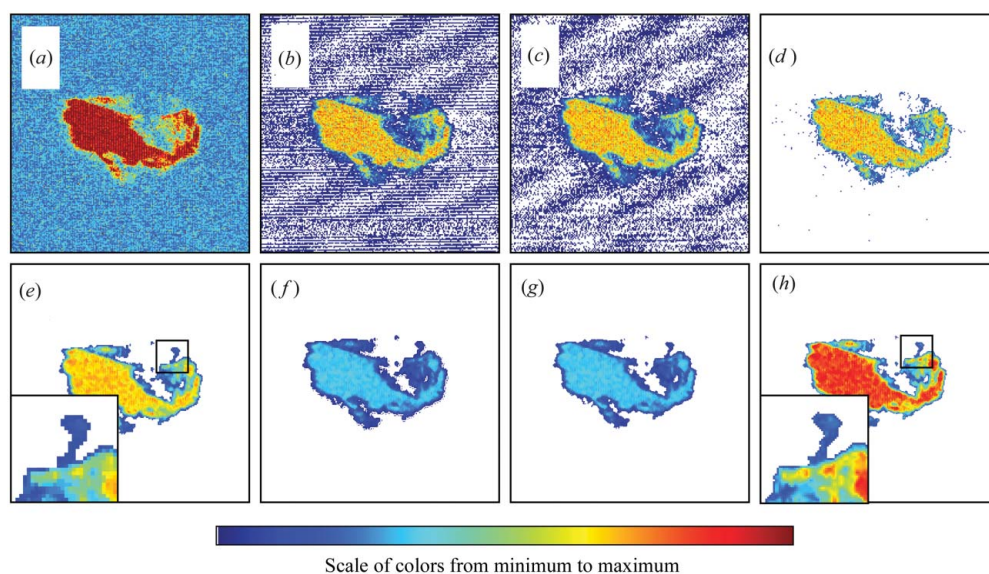 (a)
(b)
(c)
(d)
(e)
(f)
(g)
(h)
Scale of colors from minimum to maximum